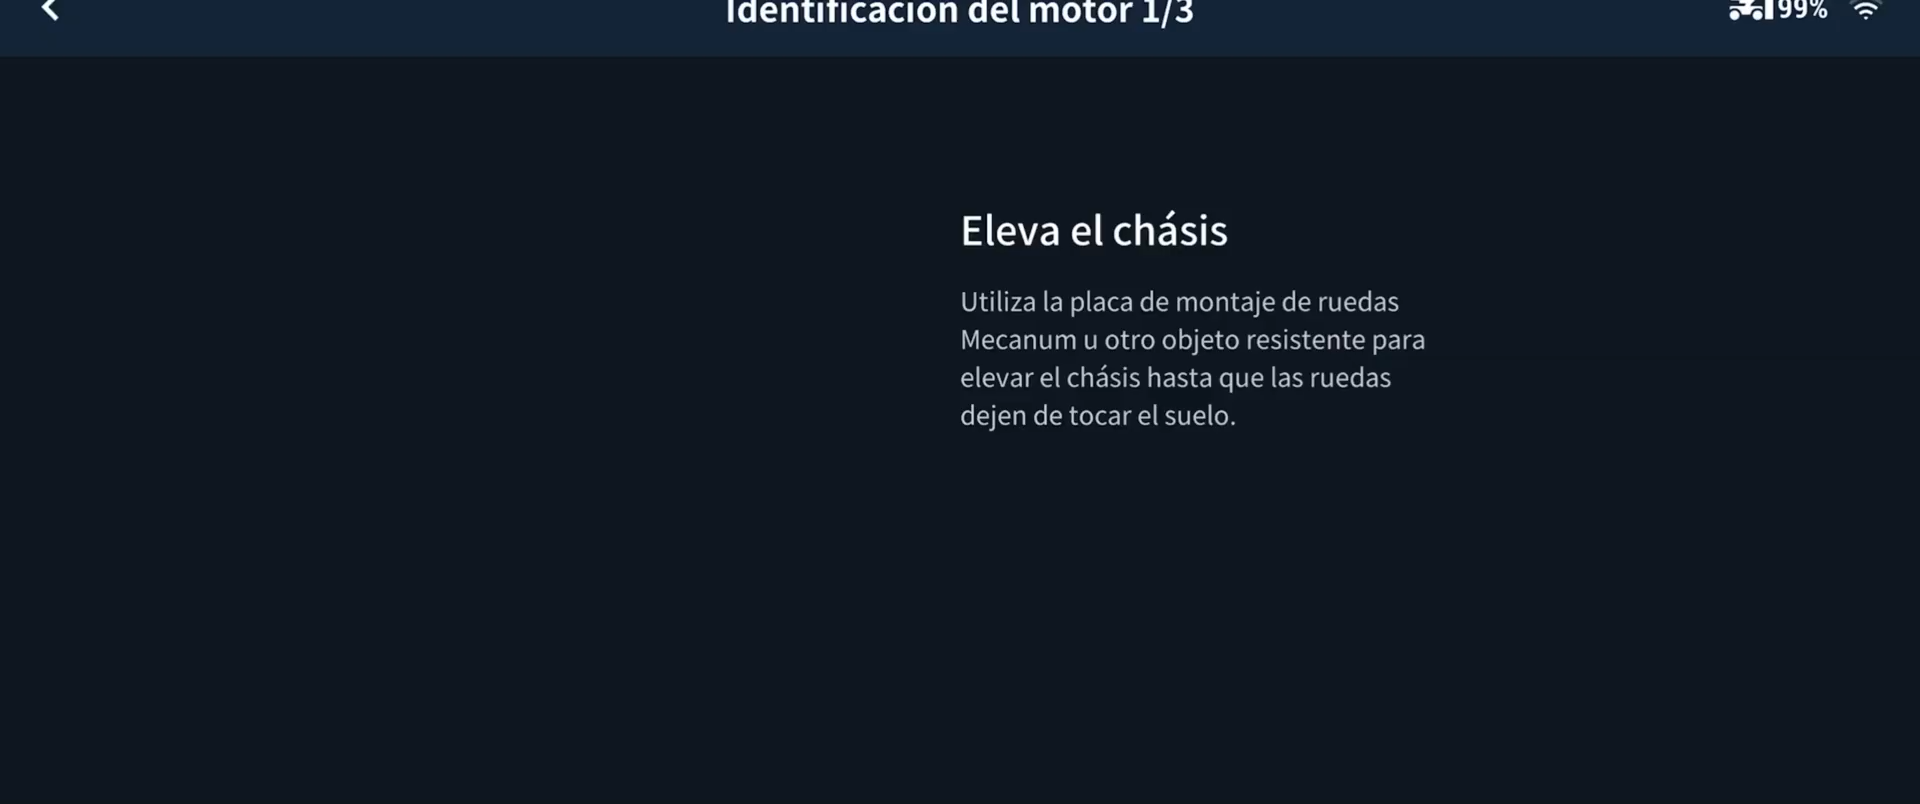 Identificación del motor 1/3
99%
Eleva el chásis
Utiliza la placa de montaje de ruedas
Mecanum u otro objeto resistente para
elevar el chásis hasta que las ruedas
dejen de tocar el suelo.